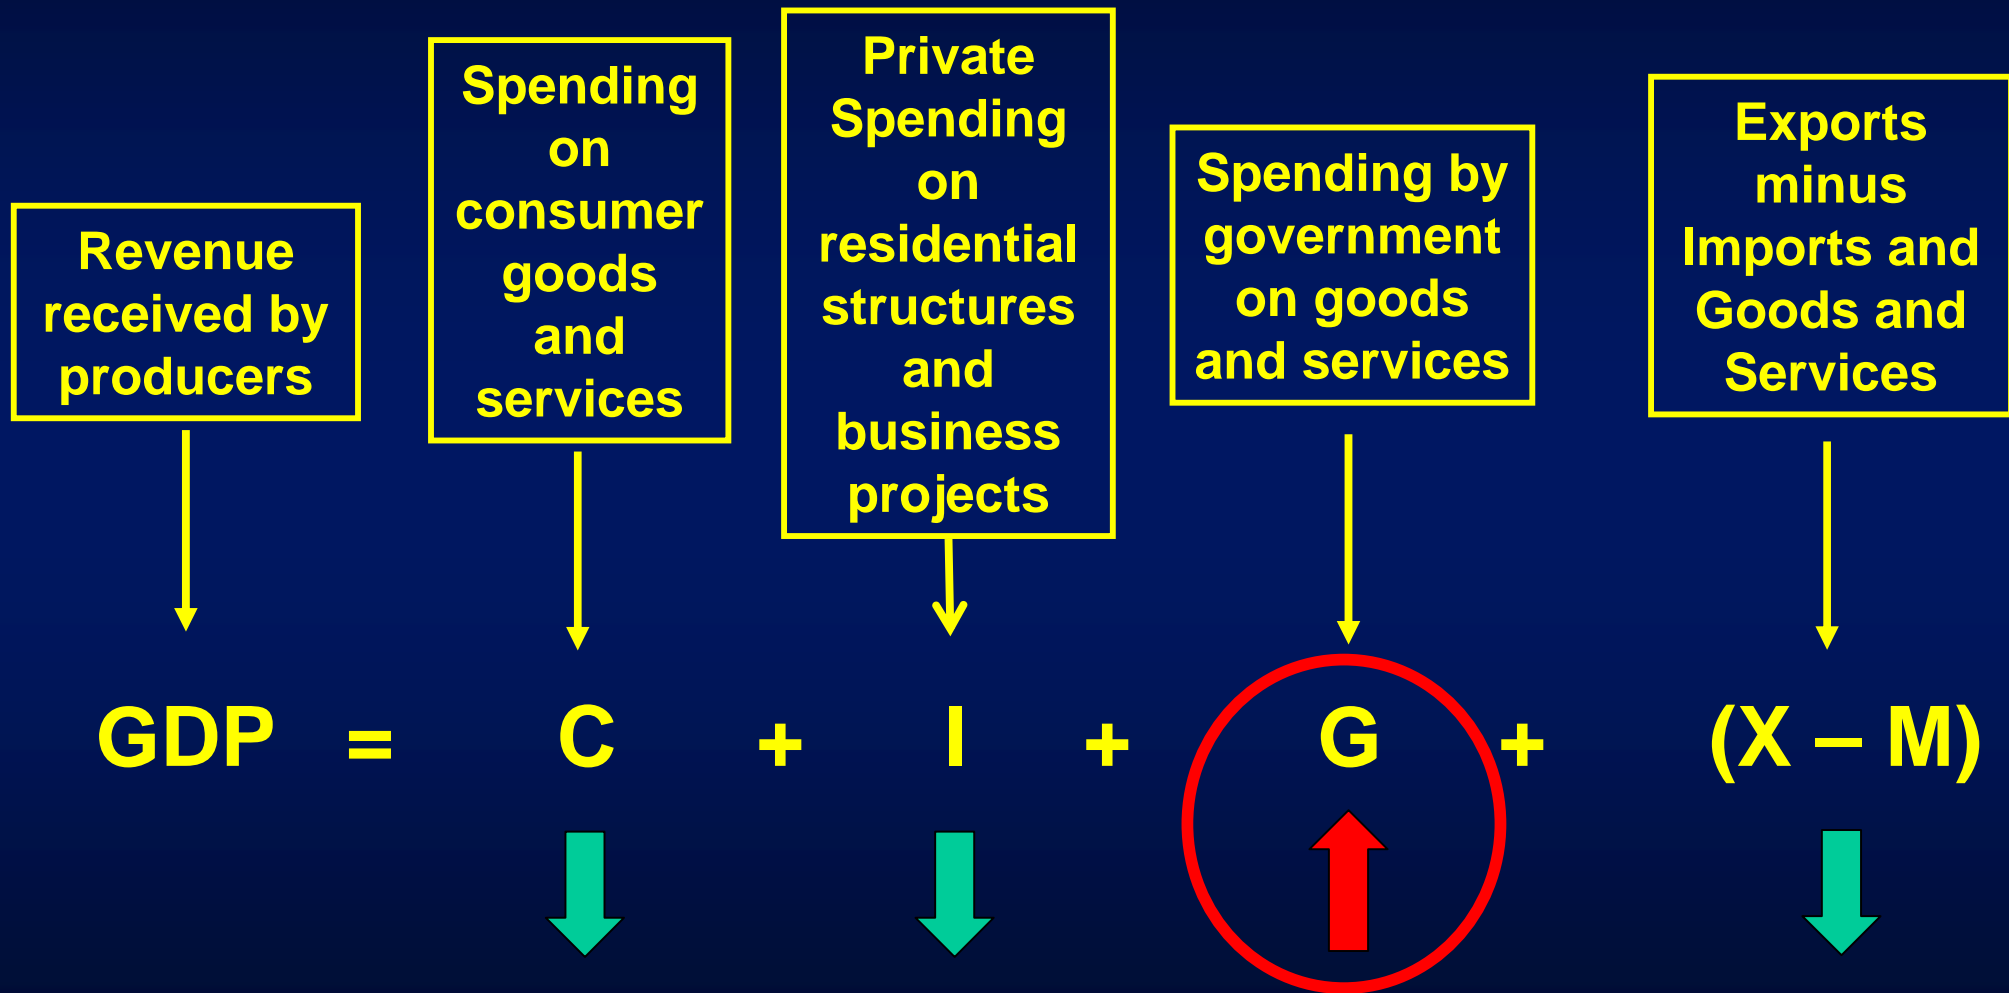 Revenue
received by
producers
Spending
on
consumer
goods
and
services
Private
Spending
on
residential
structures
and
business
projects
Spending by
government
on goods
and services
Exports
minus
Imports and
Goods and
Services
GDP = C + I + G + (X – M)